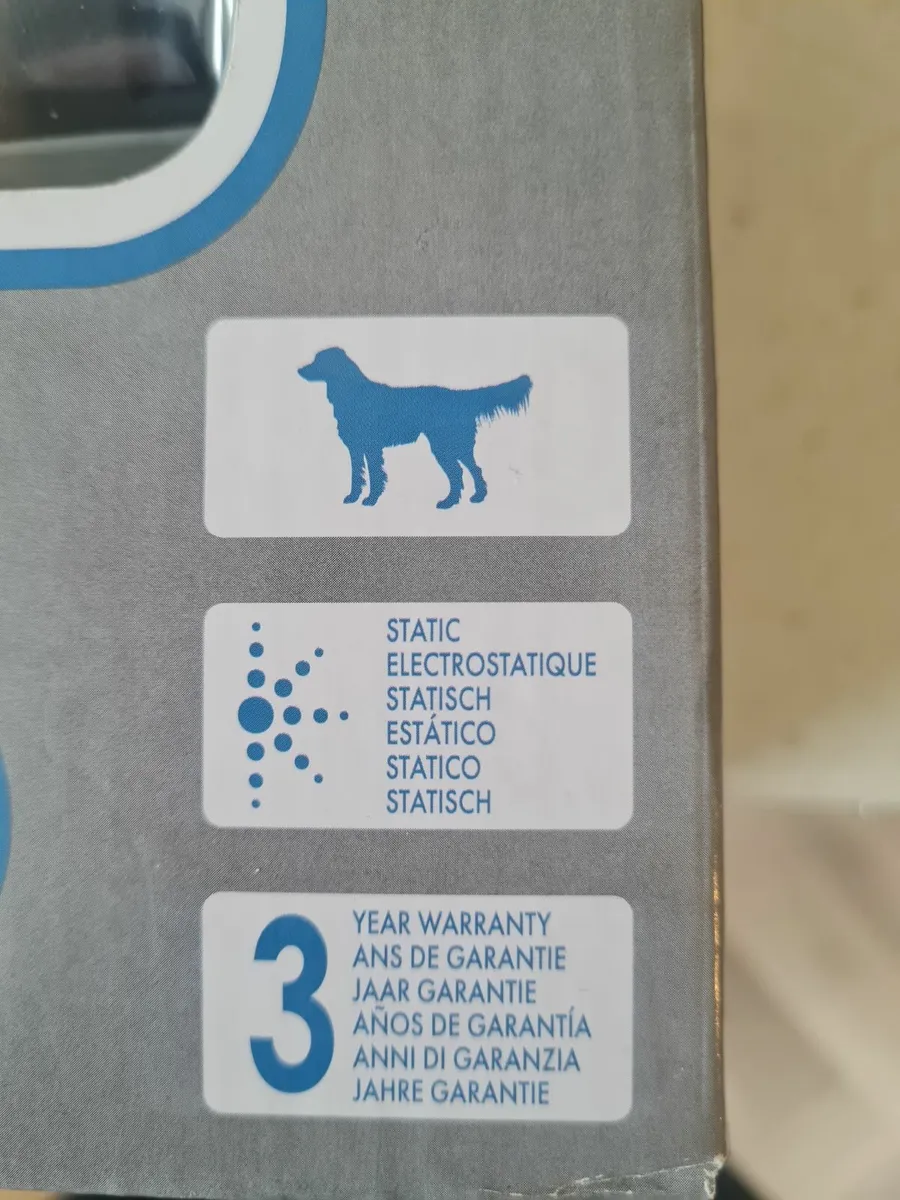 STATIC
ELECTROSTATIQUE
STATISCH
ESTÁTICO
STATICO
STATISCH
3
YEAR WARRANTY
ANS DE GARANTIE
JAAR GARANTIE
AÑOS DE GARANTÍA
ANNI DI GARANZIA
JAHRE GARANTIE